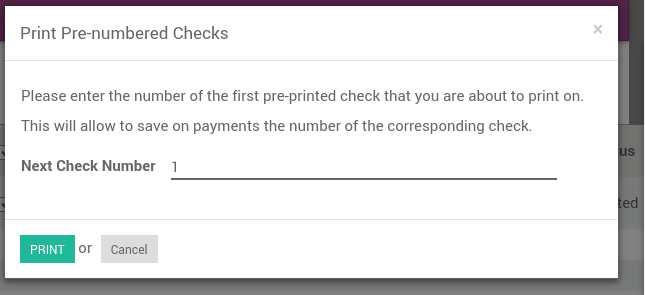 Print Pre-numbered Checks
×
Please enter the number of the first pre-printed check that you are about to print on.
This will allow to save on payments the number of the corresponding check.
tus
Next Check Number 1
ted
PRINT or Cancel